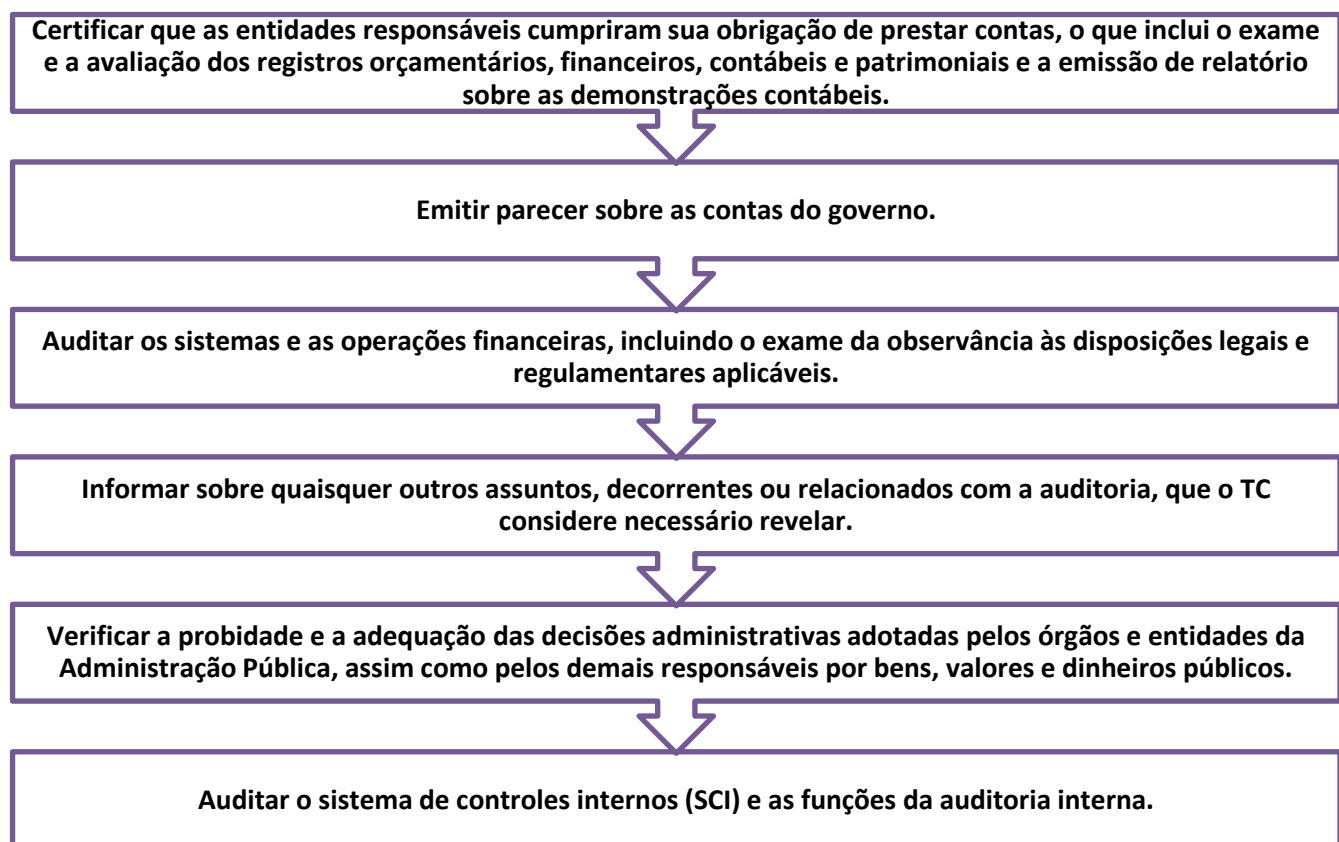 Certificar que as entidades responsáveis cumpriram sua obrigação de prestar contas, o que inclui o exame
e a avaliação dos registros orçamentários, financeiros, contábeis e patrimoniais e a emissão de relatório
sobre as demonstrações contábeis.
Emitir parecer sobre as contas do governo.
Auditar os sistemas e as operações financeiras, incluindo o exame da observância às disposições legais e
regulamentares aplicáveis.
Informar sobre quaisquer outros assuntos, decorrentes ou relacionados com a auditoria, que o TC
considere necessário revelar.
Verificar a probidade e a adequação das decisões administrativas adotadas pelos órgãos e entidades da
Administração Pública, assim como pelos demais responsáveis por bens, valores e dinheiros públicos.
Auditar o sistema de controles internos (SCI) e as funções da auditoria interna.